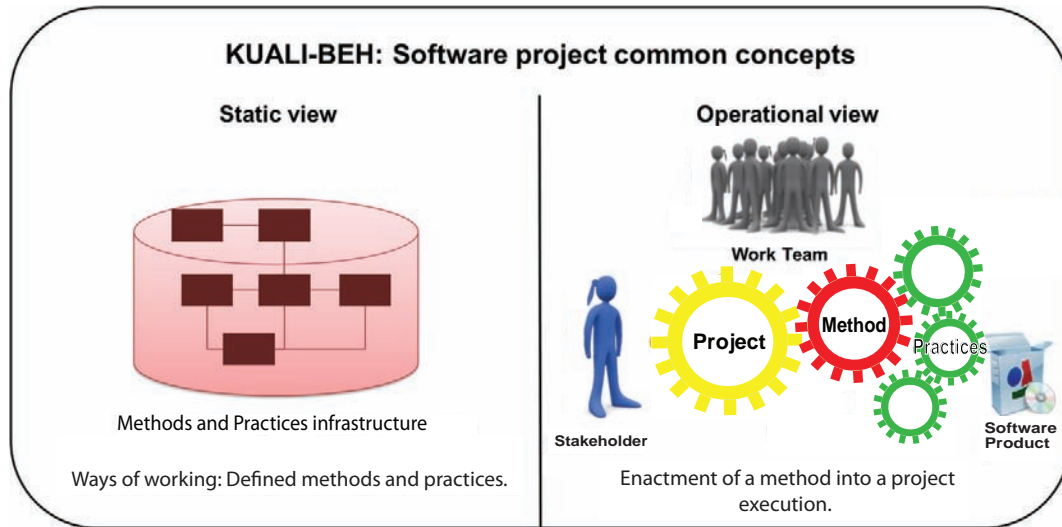 KUALI-BEH: Software project common concepts
Static view
Methods and Practices infrastructure
Ways of working: Defined methods and practices.
Operational view
Work Team
Project
Method
Practices
Stakeholder
Software
Product
Enactment of a method into a project
execution.